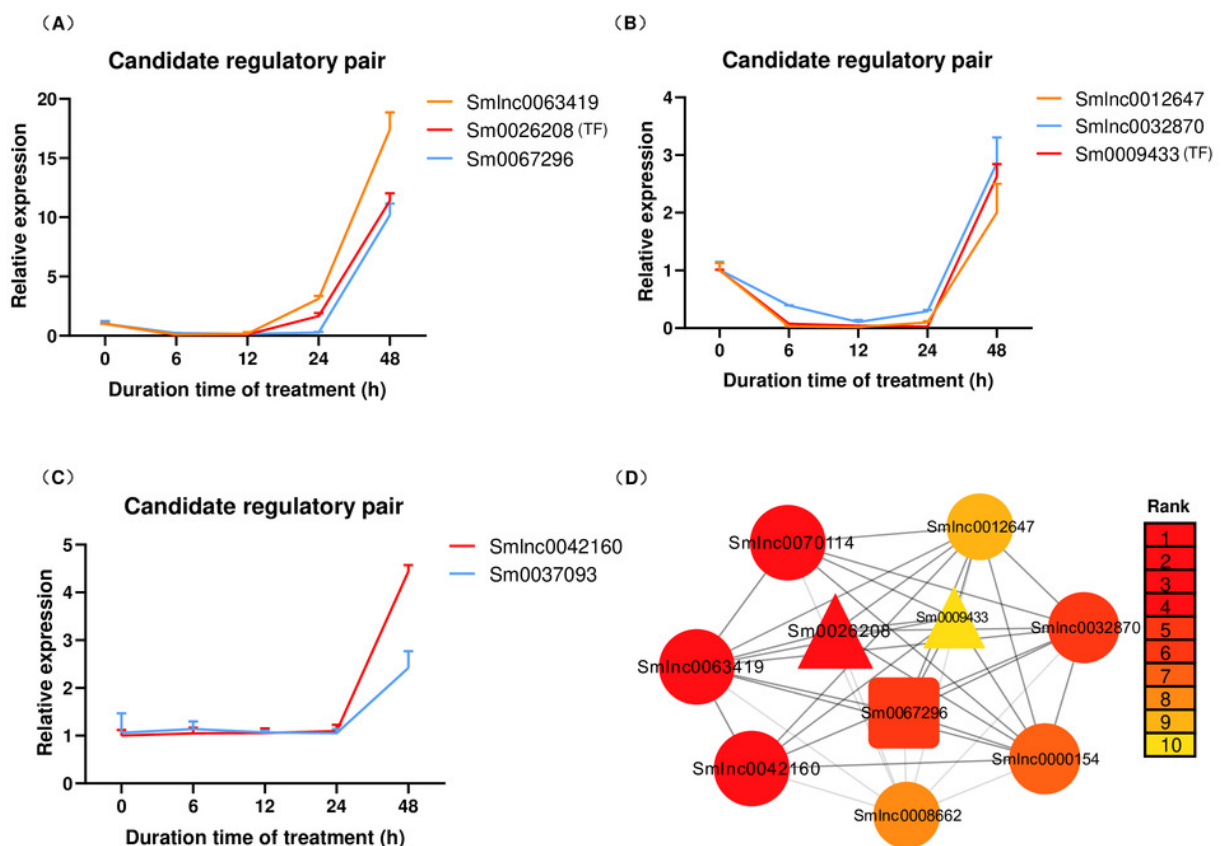 （A）
Candidate regulatory pair
Smlnc0063419
Sm0026208 (TF)
Sm0067296
20
15
10
5
0
Relative expression
0 6 12 24 48
Duration time of treatment (h)
（B）
Candidate regulatory pair
Smlnc0012647
Smlnc0032870
Sm0009433 (TF)
4
3
2
1
0
Relative expression
0 6 12 24 48
Duration time of treatment (h)
（C）
Candidate regulatory pair
Smlnc0042160
Sm0037093
5
4
3
2
1
0
Relative expression
0 6 12 24 48
Duration time of treatment (h)
（D）
Smlnc0012647
Smlnc0070114
Sm0009433
Sm0026208
Smlnc0032870
Smlnc0063419
Sm0067296
Smlnc0000154
Smlnc0042160
Smlnc0008662
Rank
1
2
3
4
5
6
7
8
9
10